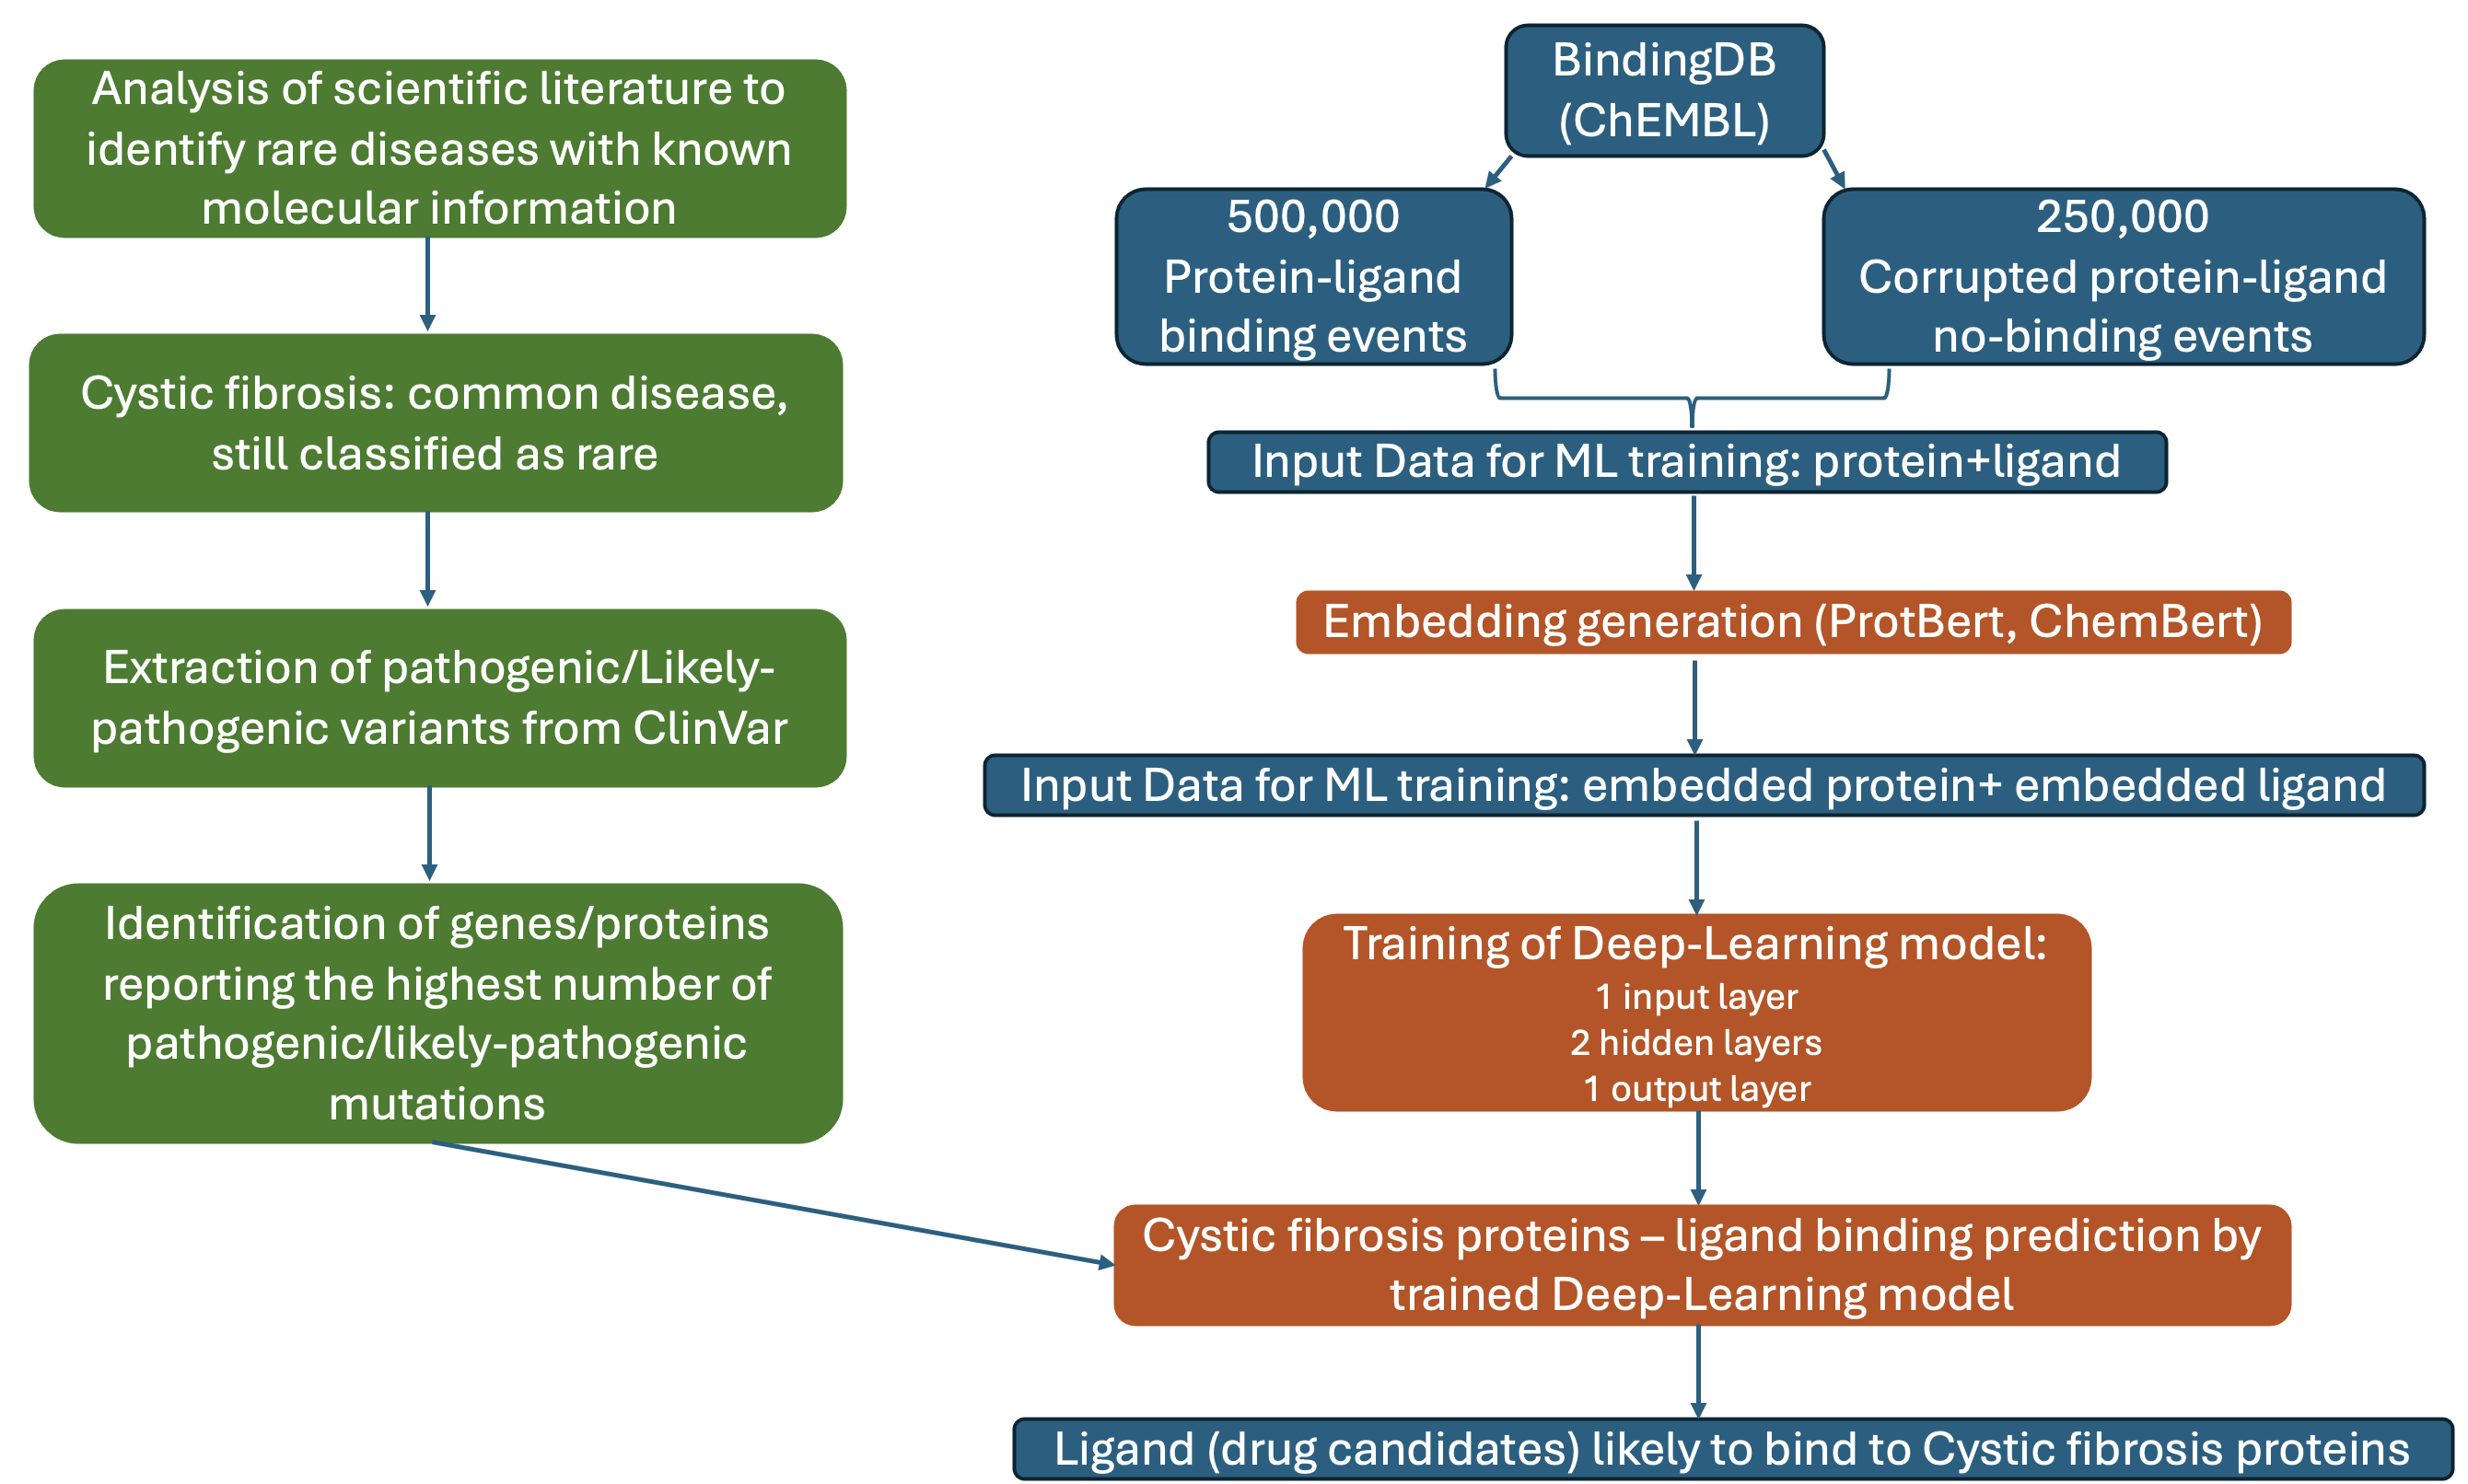 Analysis of scientific literature to
identify rare diseases with known
molecular information
Cystic fibrosis: common disease,
still classified as rare
Extraction of pathogenic/Likely-
pathogenic variants from ClinVar
Identification of genes/proteins
reporting the highest number of
pathogenic/likely-pathogenic
mutations
BindingDB
(ChEMBL)
500,000
Protein-ligand
binding events
250,000
Corrupted protein-ligand
no-binding events
Input Data for ML training: protein+ligand
Embedding generation (ProtBert, ChemBert)
Input Data for ML training: embedded protein+ embedded ligand
Training of Deep-Learning model:
1 input layer
2 hidden layers
1 output layer
Cystic fibrosis proteins – ligand binding prediction by
trained Deep-Learning model
Ligand (drug candidates) likely to bind to Cystic fibrosis proteins